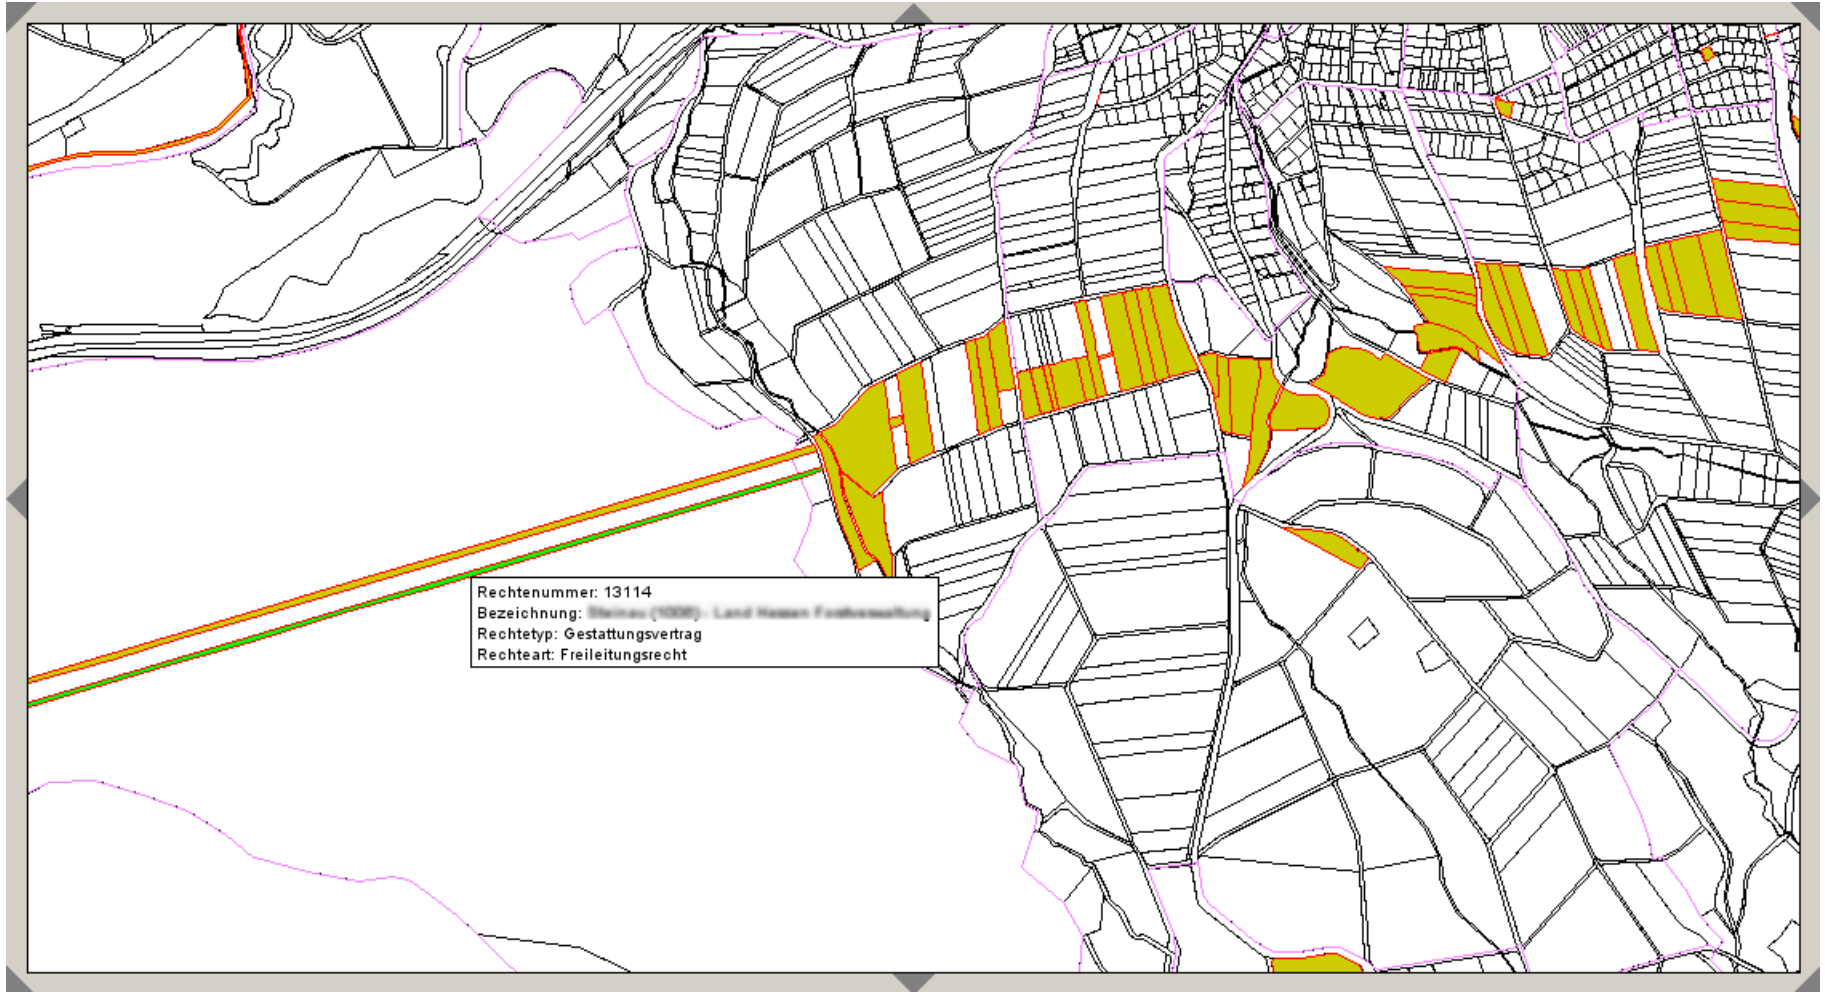 Rechtenummer: 13114
Bezeichnung:
Rechtetyp: Gestattungsvertrag
Rechteart: Freileitungsrecht